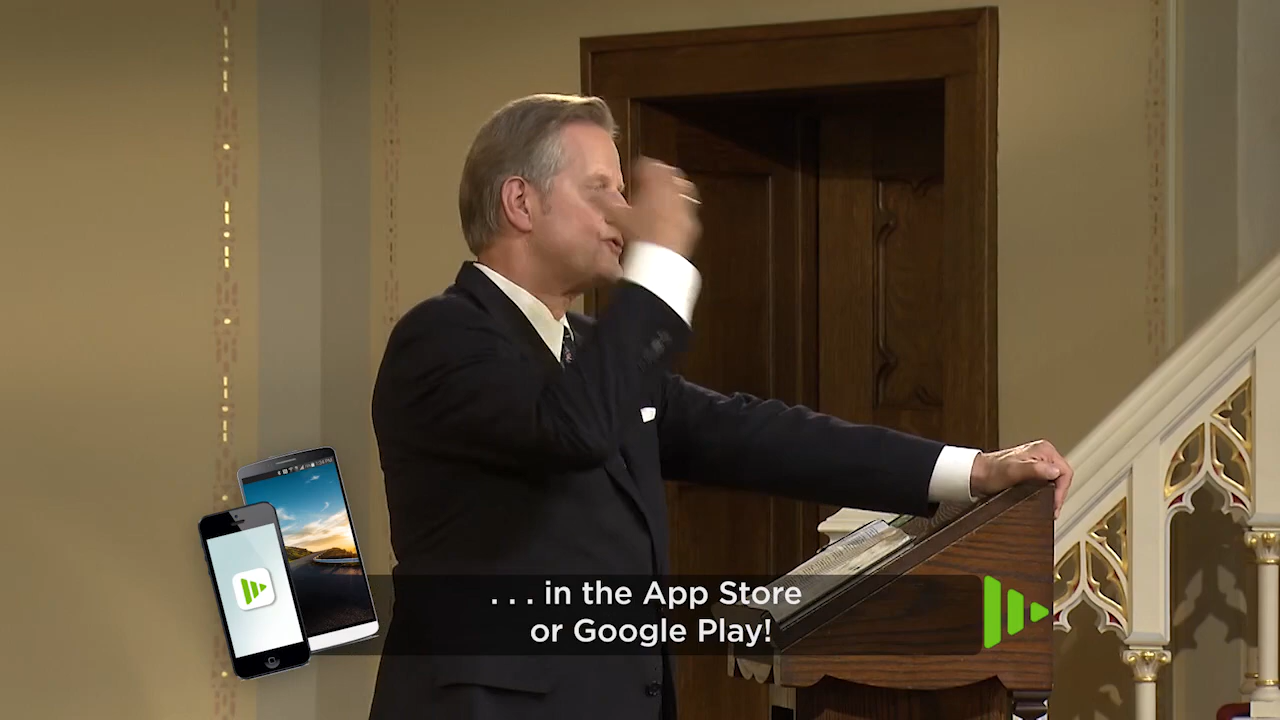 . . . in the App Store
or Google Play!